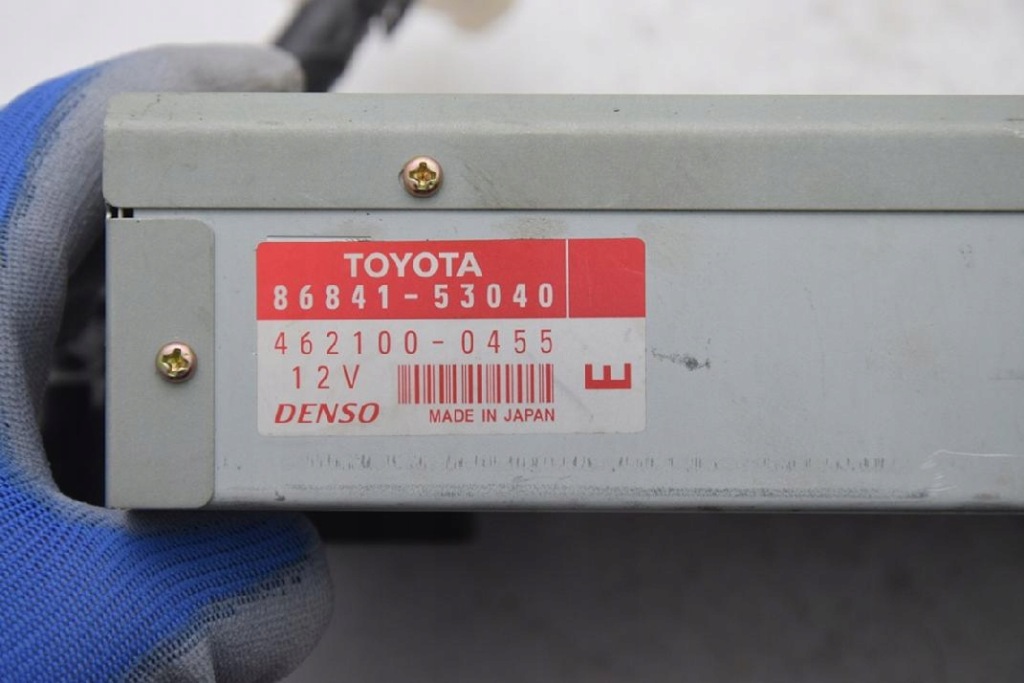 TOYOTA
86841-53040
462100-0455
12V
E
DENSO
MADE IN JAPAN